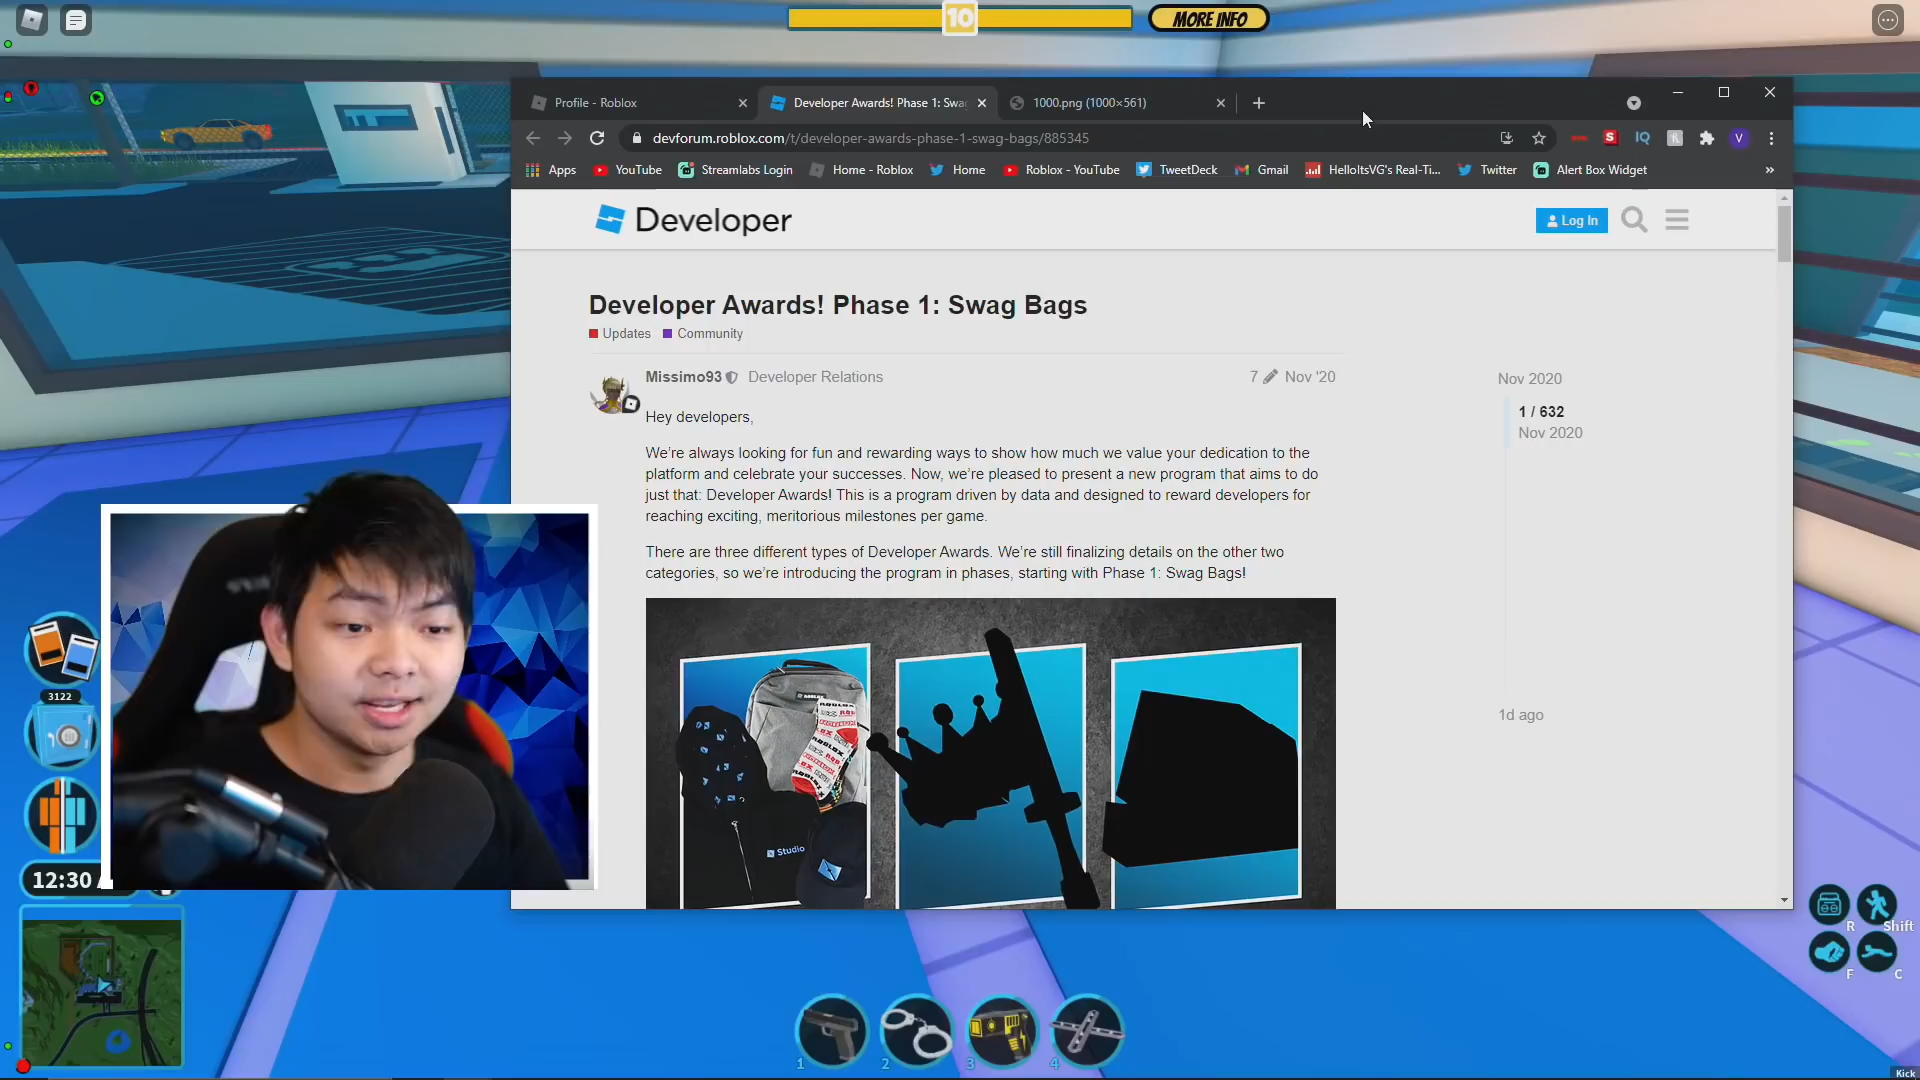 10
MORE INFO
Profile - Roblox
Developer Awards! Phase 1: Swa
1000.png (1000×561)
devforum.roblox.com/t/developer-awards-phase-1-swag-bags/885345
Apps
YouTube
Streamlabs Login
Home - Roblox
Home
Roblox - YouTube
TweetDeck
Gmail
HelloItsVG's Real-Ti...
Twitter
Alert Box Widget
»
Developer
Log In
Developer Awards! Phase 1: Swag Bags
Updates Community
Missimo93 Developer Relations
7 Nov '20
Hey developers,
We're always looking for fun and rewarding ways to show how much we value your dedication to the
platform and celebrate your successes. Now, we're pleased to present a new program that aims to do
just that: Developer Awards! This is a program driven by data and designed to reward developers for
reaching exciting, meritorious milestones per game.
There are three different types of Developer Awards. We're still finalizing details on the other two
categories, so we're introducing the program in phases, starting with Phase 1: Swag Bags!
Nov 2020
1 / 632
Nov 2020
1d ago
ROBLOX
Studio
3122
12:30
R
Shift
F
C
1
2
3
4
Kick